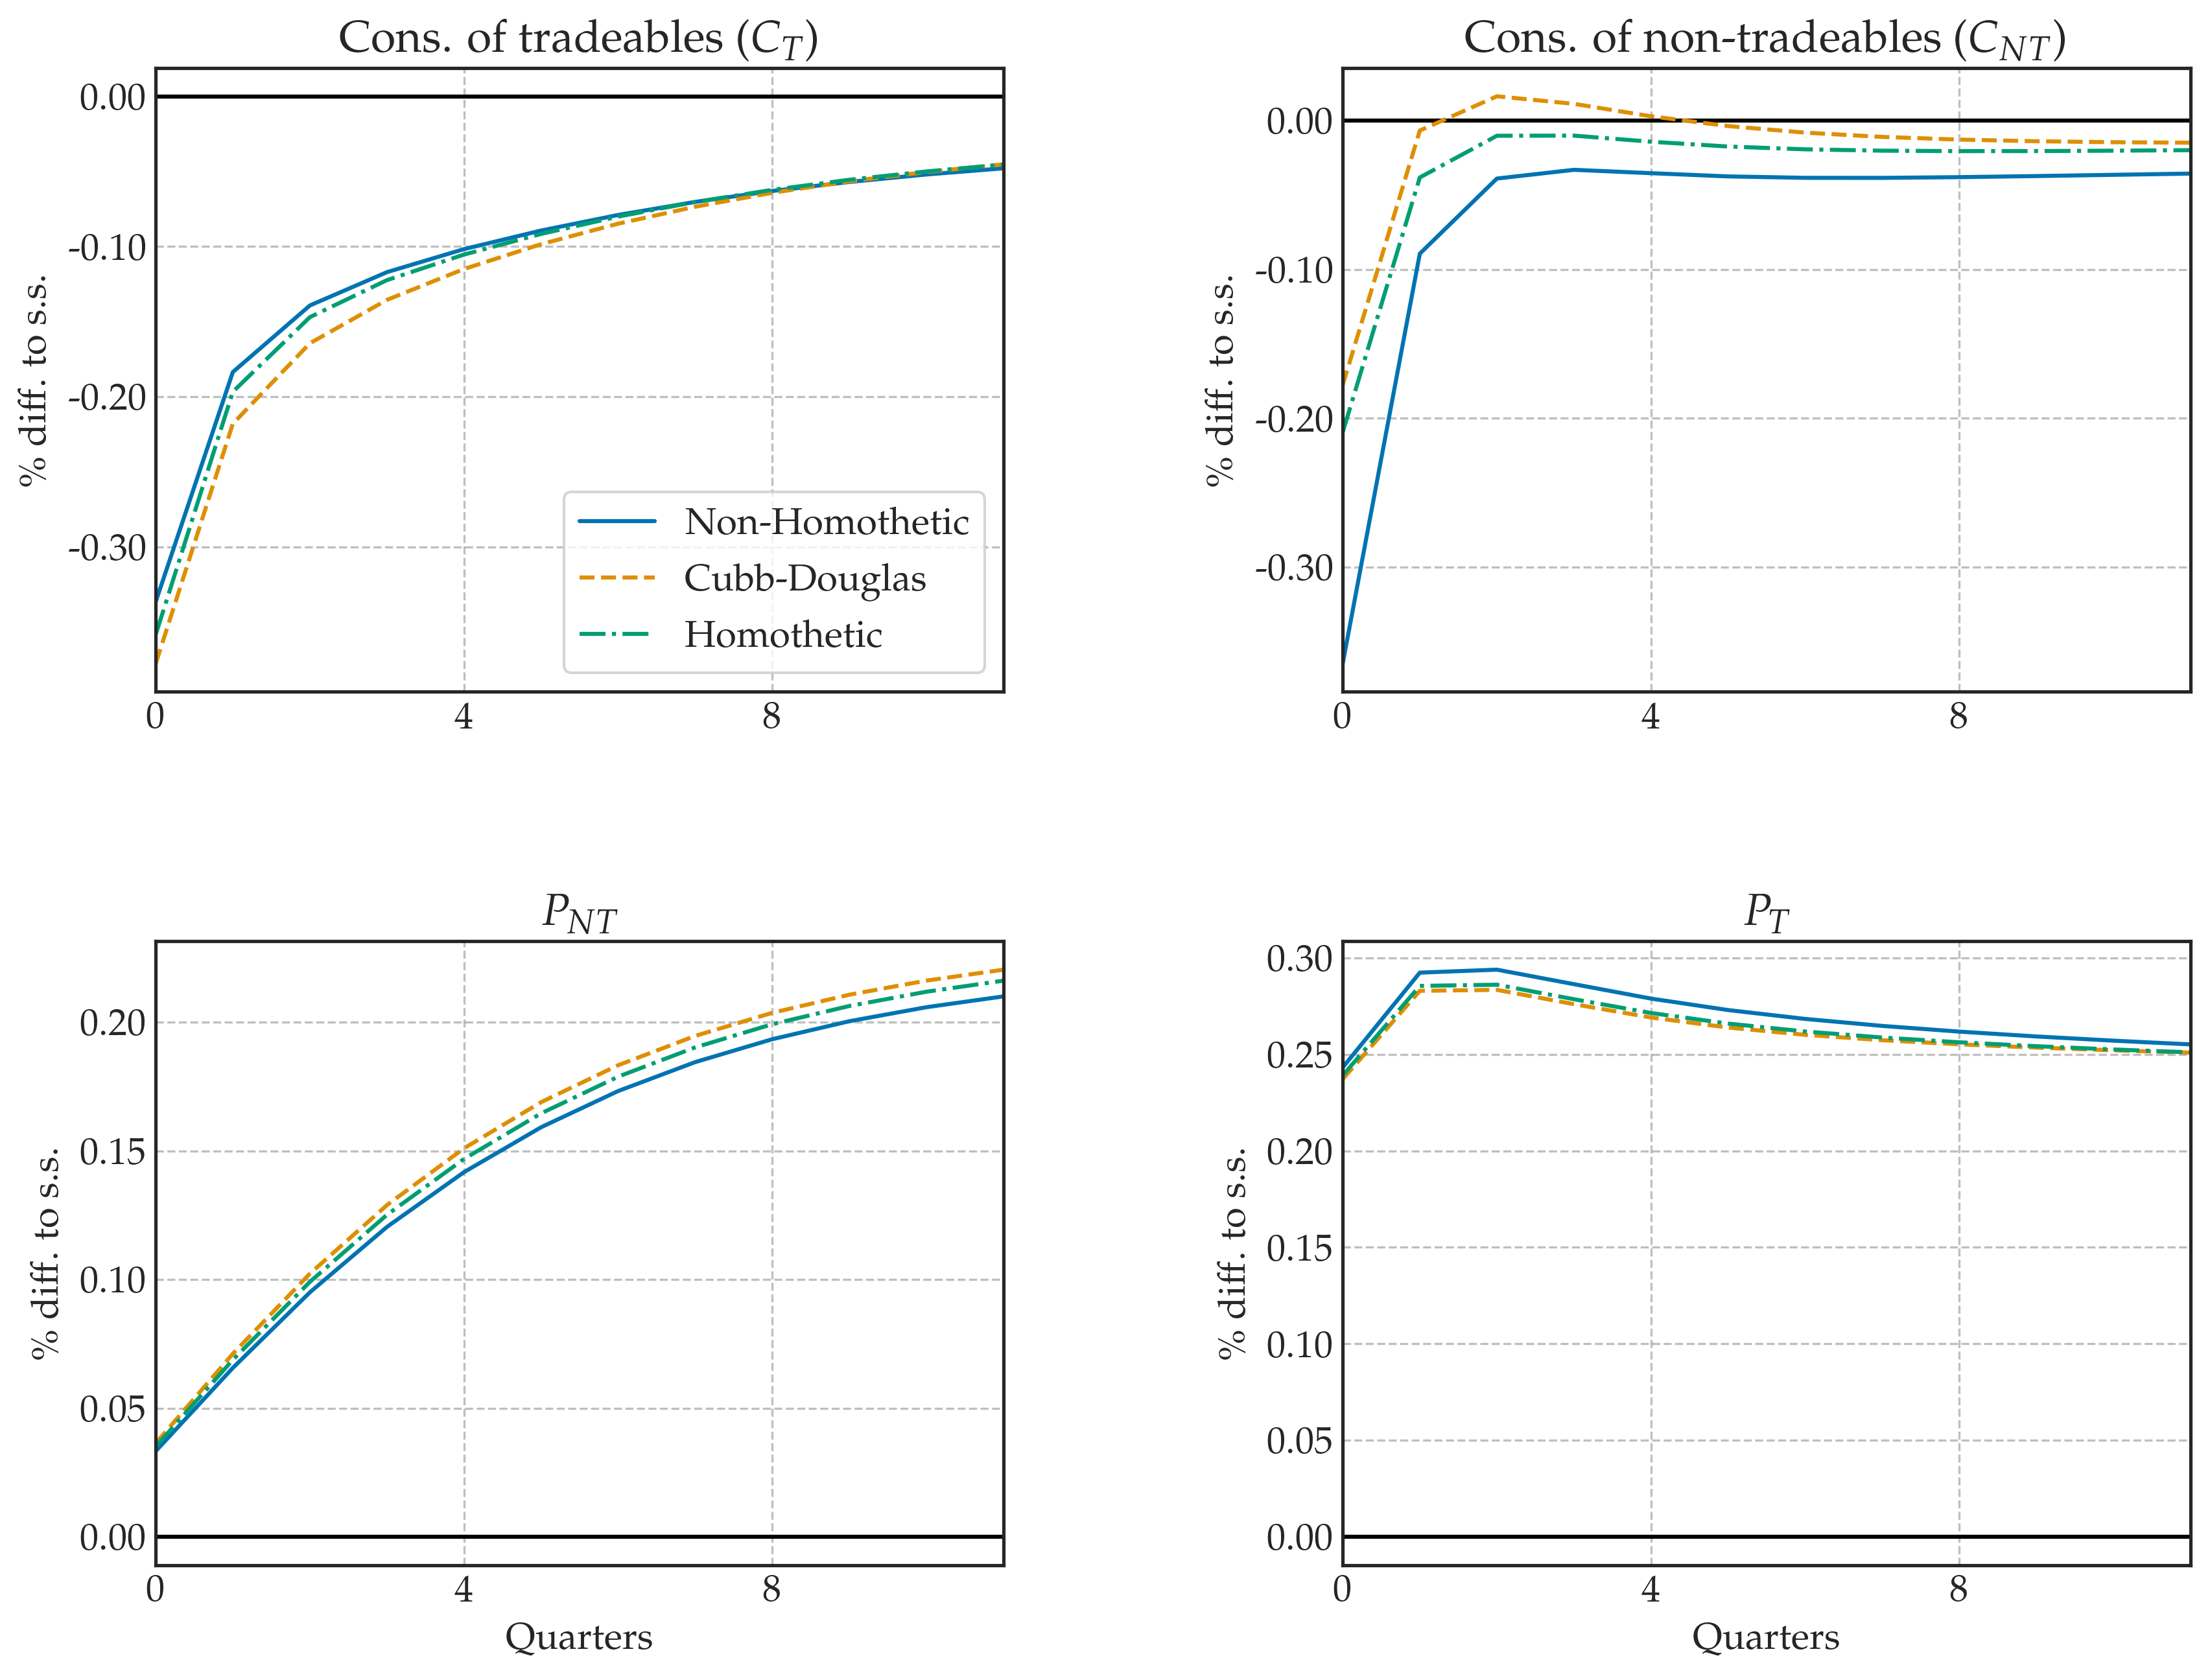 Cons. of tradeables (C_T)
% diff. to s.s.
0.00
-0.10
-0.20
-0.30
0
4
8
Non-Homothetic
Cubb-Douglas
Homothetic
Cons. of non-tradeables (C_NT)
% diff. to s.s.
0.00
-0.10
-0.20
-0.30
0
4
8
P_NT
% diff. to s.s.
0.20
0.15
0.10
0.05
0.00
0
4
8
Quarters
P_T
% diff. to s.s.
0.30
0.25
0.20
0.15
0.10
0.05
0.00
0
4
8
Quarters